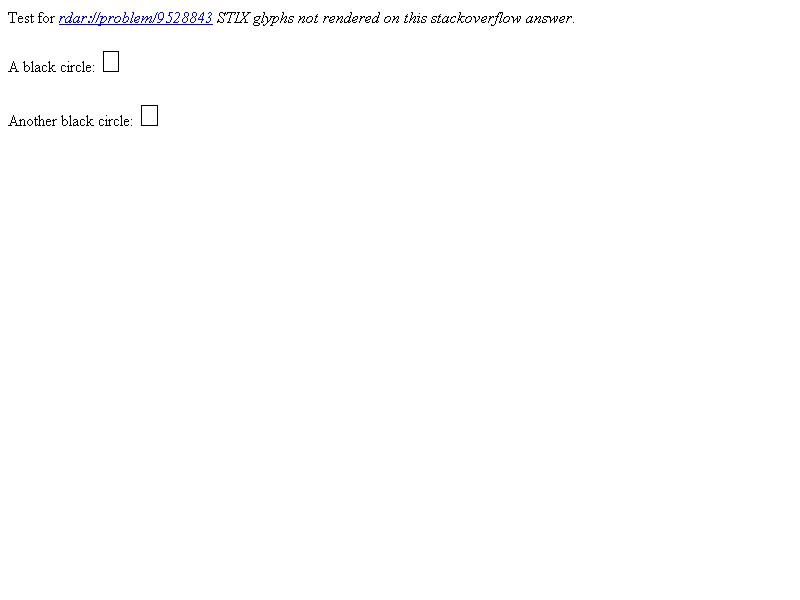 Test for rdar://problem/9528843 STIX glyphs not rendered on this stackoverflow answer.
A black circle: □
Another black circle: □